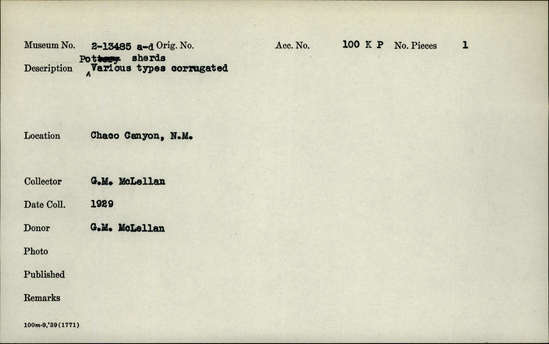 Museum No. 2-13485 a-d Orig. No. Acc. No. 100 K P No. Pieces 1
Pot sherds
Description ^Various types corrugated
Location Chaco Canyon, N.M.
Collector G.M. McLellan
Date Coll. 1929
Donor G.M. McLellan
Photo
Published
Remarks
100m-9,'39(1771)